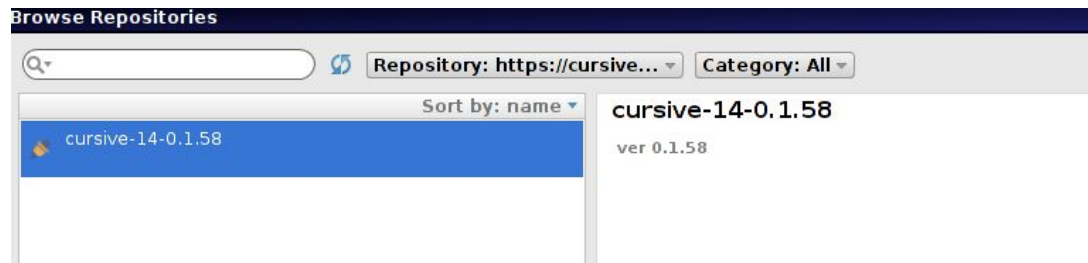 Browse Repositories
Repository: https://cursive... Category: All
Sort by: name
cursive-14-0.1.58
cursive-14-0.1.58
ver 0.1.58